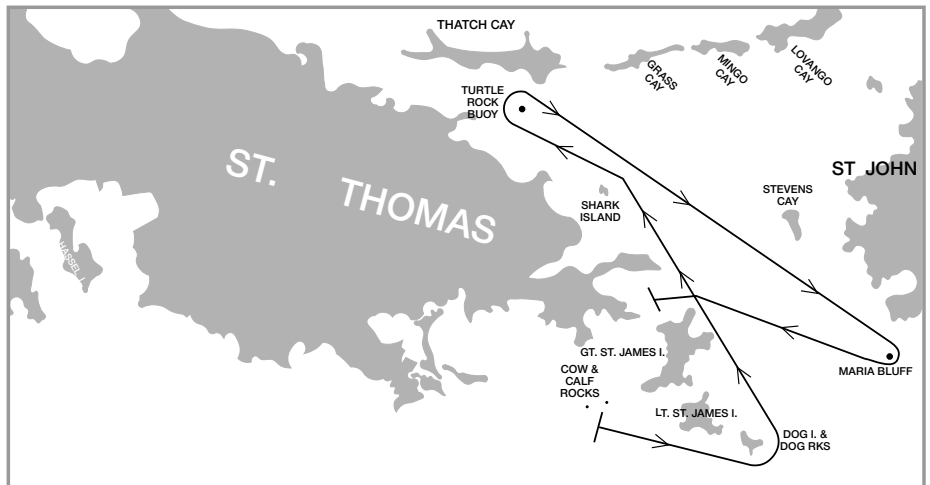 THATCH CAY
GRASS
CAY
MINGO
CAY
LOVANGO
CAY
TURTLE
ROCK
BUOY
ST. THOMAS
ST JOHN
STEVENS
CAY
SHARK
ISLAND
HASSEL I.
GT. ST. JAMES I.
COW &
CALF
ROCKS
MARIA BLUFF
LT. ST. JAMES I.
DOG I. &
DOG RKS